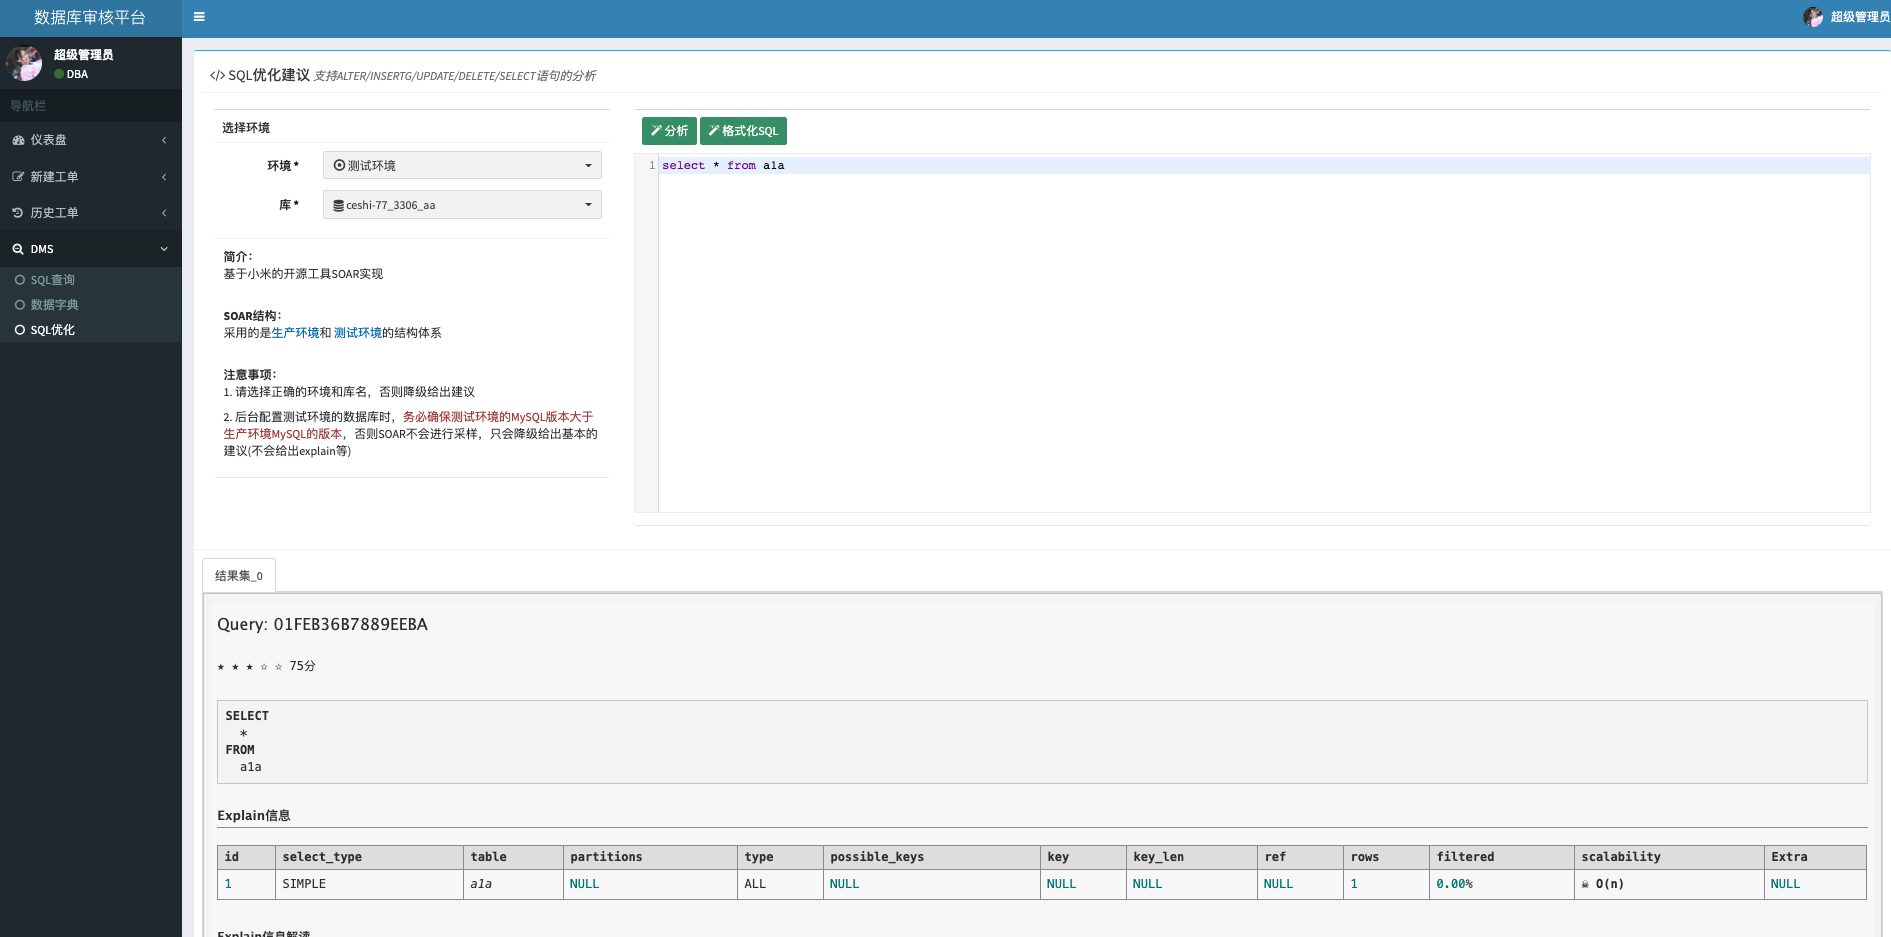 数据库审核平台
超级管理员
超级管理员
DBA
导航栏
仪表盘
新建工单
历史工单
DMS
SQL查询
数据字典
SQL优化
</> SQL优化建议 支持ALTER/INSERTG/UPDATE/DELETE/SELECT语句的分析
选择环境
环境 *
测试环境
库 *
ceshi-77_3306_aa
简介：
基于小米的开源工具SOAR实现
SOAR结构：
采用的是生产环境和 测试环境的结构体系
注意事项：
1. 请选择正确的环境和库名，否则降级给出建议
2. 后台配置测试环境的数据库时，务必确保测试环境的MySQL版本大于
生产环境MySQL的版本，否则SOAR不会进行采样，只会降级给出基本的
建议(不会给出explain等)
分析 格式化SQL
1 select * from a1a
结果集_0
Query: 01FEB36B7889EEBA
★ ★ ★ ☆ ☆ 75分
SELECT
*
FROM
a1a
Explain信息
id select_type table partitions type possible_keys key key_len ref rows filtered scalability Extra
1 SIMPLE a1a NULL ALL NULL NULL NULL NULL 1 0.00% ☠ O(n) NULL
Explain信息解读